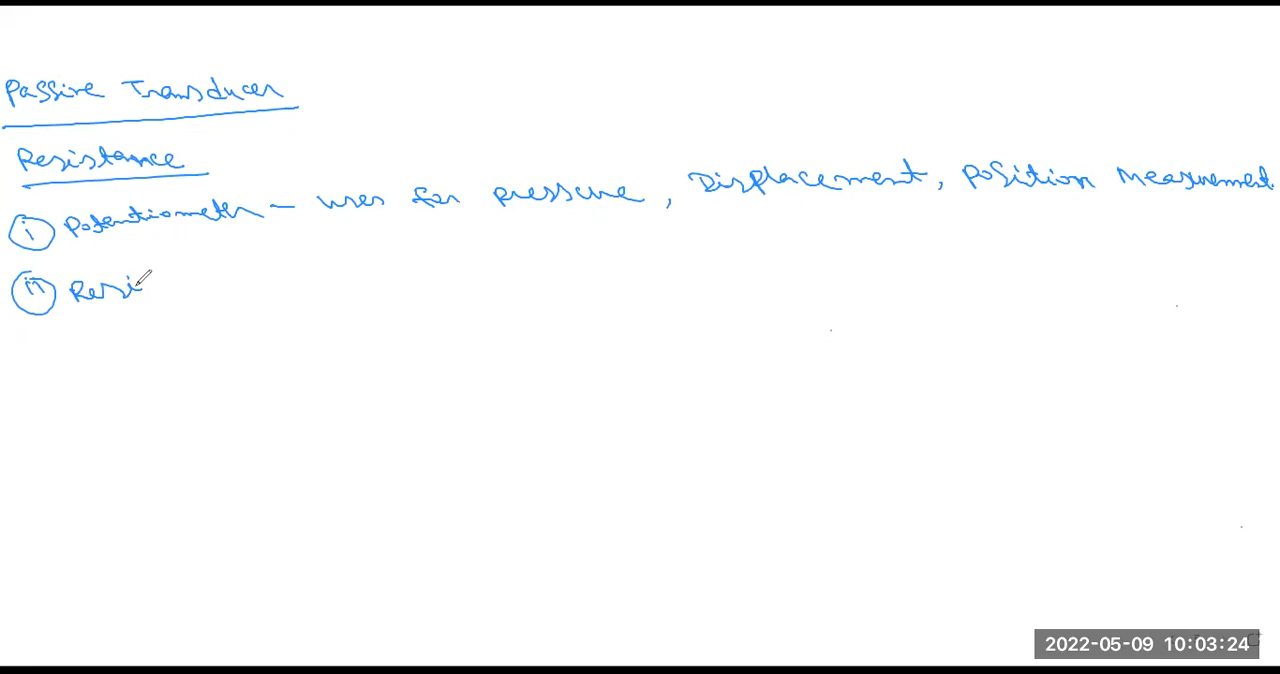 Passive Transducer
Resistance
(i) Potentiometer - uses for pressure, Displacement, Position Measurement
(ii) Resi
2022-05-09 10:03:24